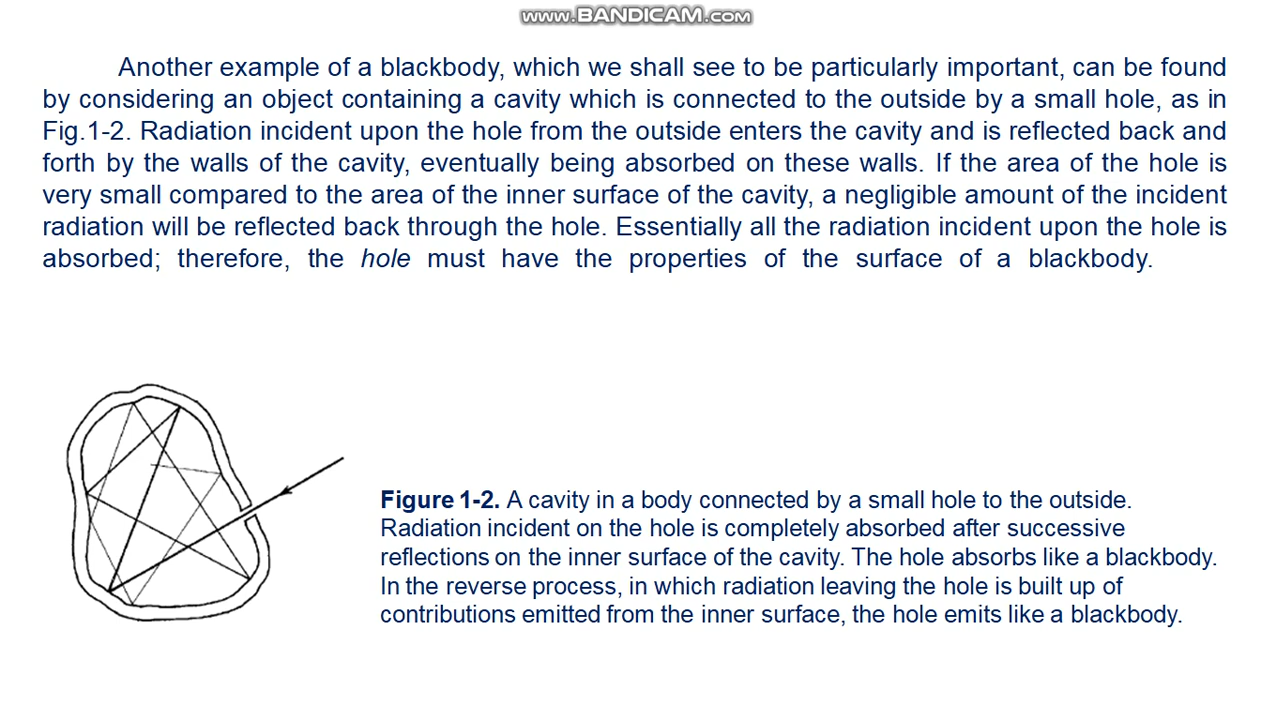 www.BANDICAM.com
Another example of a blackbody, which we shall see to be particularly important, can be found
by considering an object containing a cavity which is connected to the outside by a small hole, as in
Fig.1-2. Radiation incident upon the hole from the outside enters the cavity and is reflected back and
forth by the walls of the cavity, eventually being absorbed on these walls. If the area of the hole is
very small compared to the area of the inner surface of the cavity, a negligible amount of the incident
radiation will be reflected back through the hole. Essentially all the radiation incident upon the hole is
absorbed; therefore, the hole must have the properties of the surface of a blackbody.
Figure 1-2. A cavity in a body connected by a small hole to the outside.
Radiation incident on the hole is completely absorbed after successive
reflections on the inner surface of the cavity. The hole absorbs like a blackbody.
In the reverse process, in which radiation leaving the hole is built up of
contributions emitted from the inner surface, the hole emits like a blackbody.